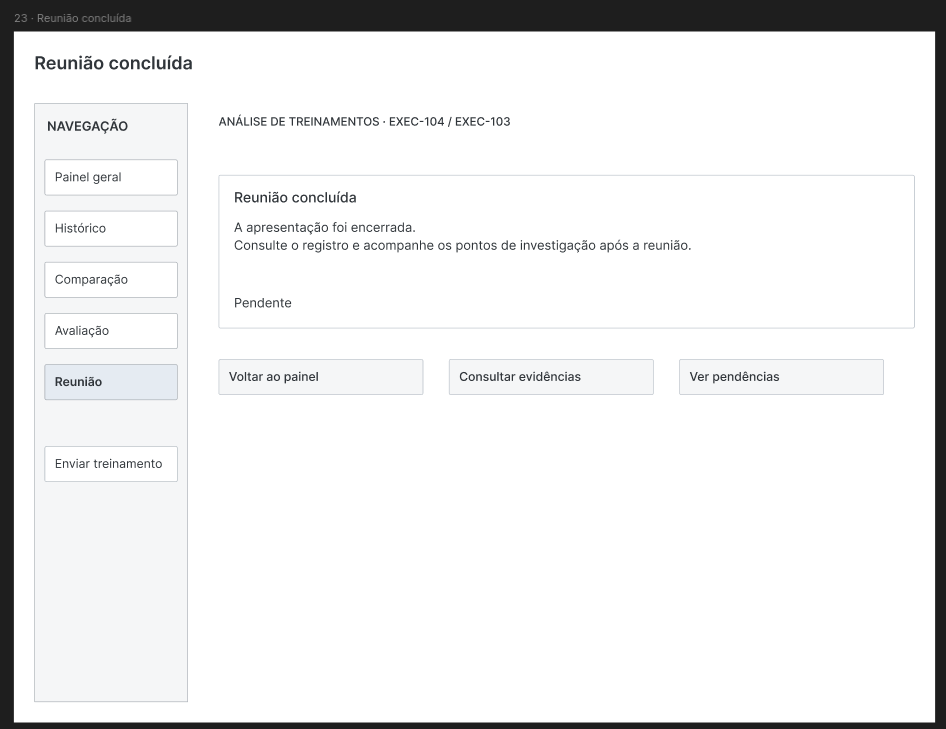 23 · Reunião concluída
Reunião concluída
NAVEGAÇÃO
Painel geral
Histórico
Comparação
Avaliação
Reunião
Enviar treinamento
ANÁLISE DE TREINAMENTOS · EXEC-104 / EXEC-103
Reunião concluída
A apresentação foi encerrada.
Consulte o registro e acompanhe os pontos de investigação após a reunião.
Pendente
Voltar ao painel
Consultar evidências
Ver pendências